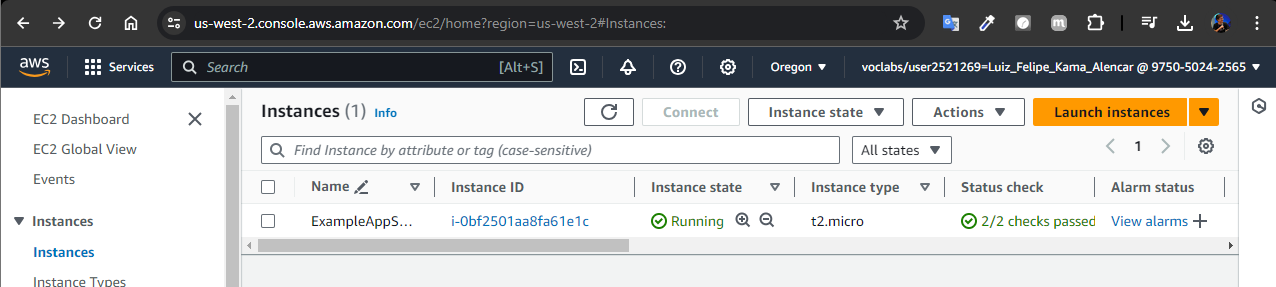 us-west-2.console.aws.amazon.com/ec2/home?region=us-west-2#Instances:
aws Services Search [Alt+S] Oregon voclabs/user2521269=Luiz_Felipe_Kama_Alencar @ 9750-5024-2565
EC2 Dashboard
EC2 Global View
Events
Instances
Instances
Instance Types
Instances (1) Info Connect Instance state Actions Launch instances
Find Instance by attribute or tag (case-sensitive) All states 1
Name Instance ID Instance state Instance type Status check Alarm status
ExampleAppS... i-0bf2501aa8fa61e1c Running t2.micro 2/2 checks passed View alarms